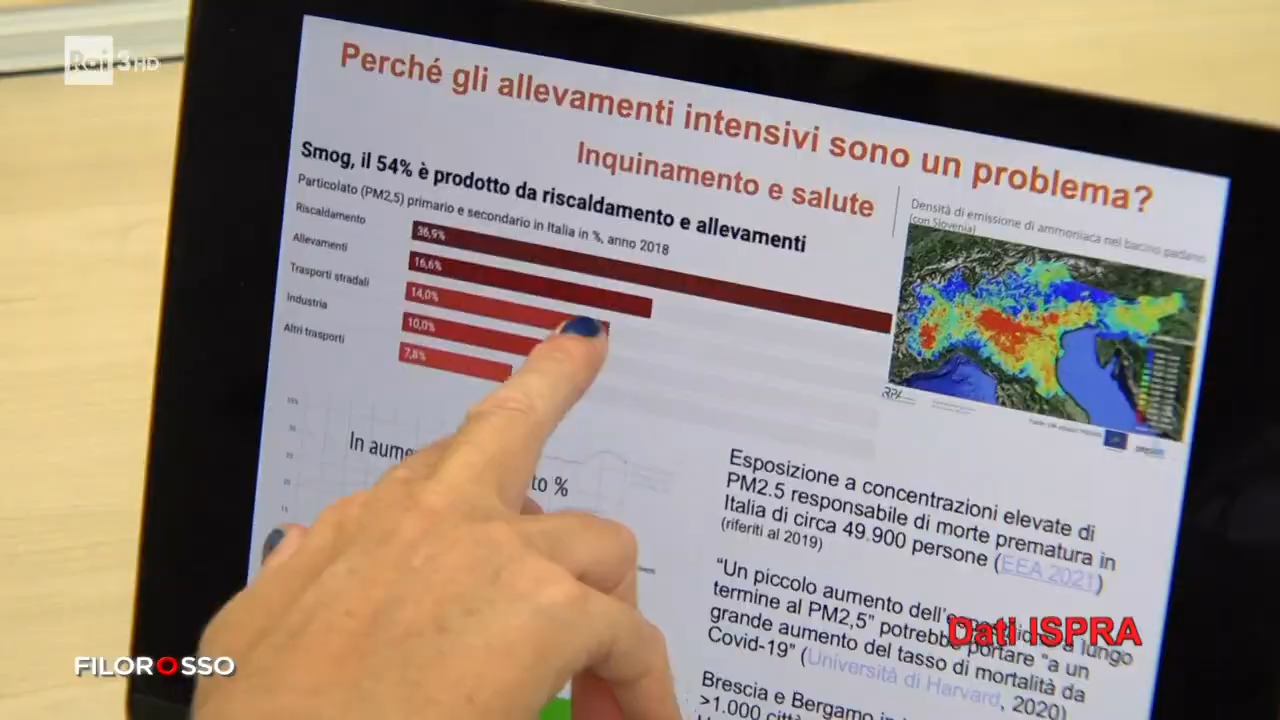 Rai 3HD
Perché gli allevamenti intensivi sono un problema?
Inquinamento e salute
Smog, il 54% è prodotto da riscaldamento e allevamenti
Particolato (PM2,5) primario e secondario in Italia in %, anno 2018
Riscaldamento
36,9%
Allevamenti
16,6%
Trasporti stradali
14,0%
Industria
10,0%
Altri trasporti
7,8%
Densità di emissione di ammoniaca nel bacino padano
(con Slovenia)
In aume
to %
Esposizione a concentrazioni elevate di
PM2.5 responsabile di morte prematura in
Italia di circa 49.900 persone (EEA 2021)
(riferiti al 2019)
"Un piccolo aumento dell' a lungo
termine al PM2,5" potrebbe portare "a un
grande aumento del tasso di mortalità da
Covid-19" (Università di Harvard, 2020)
Dati ISPRA
Brescia e Bergamo
>1.000 città
FILOROSSO